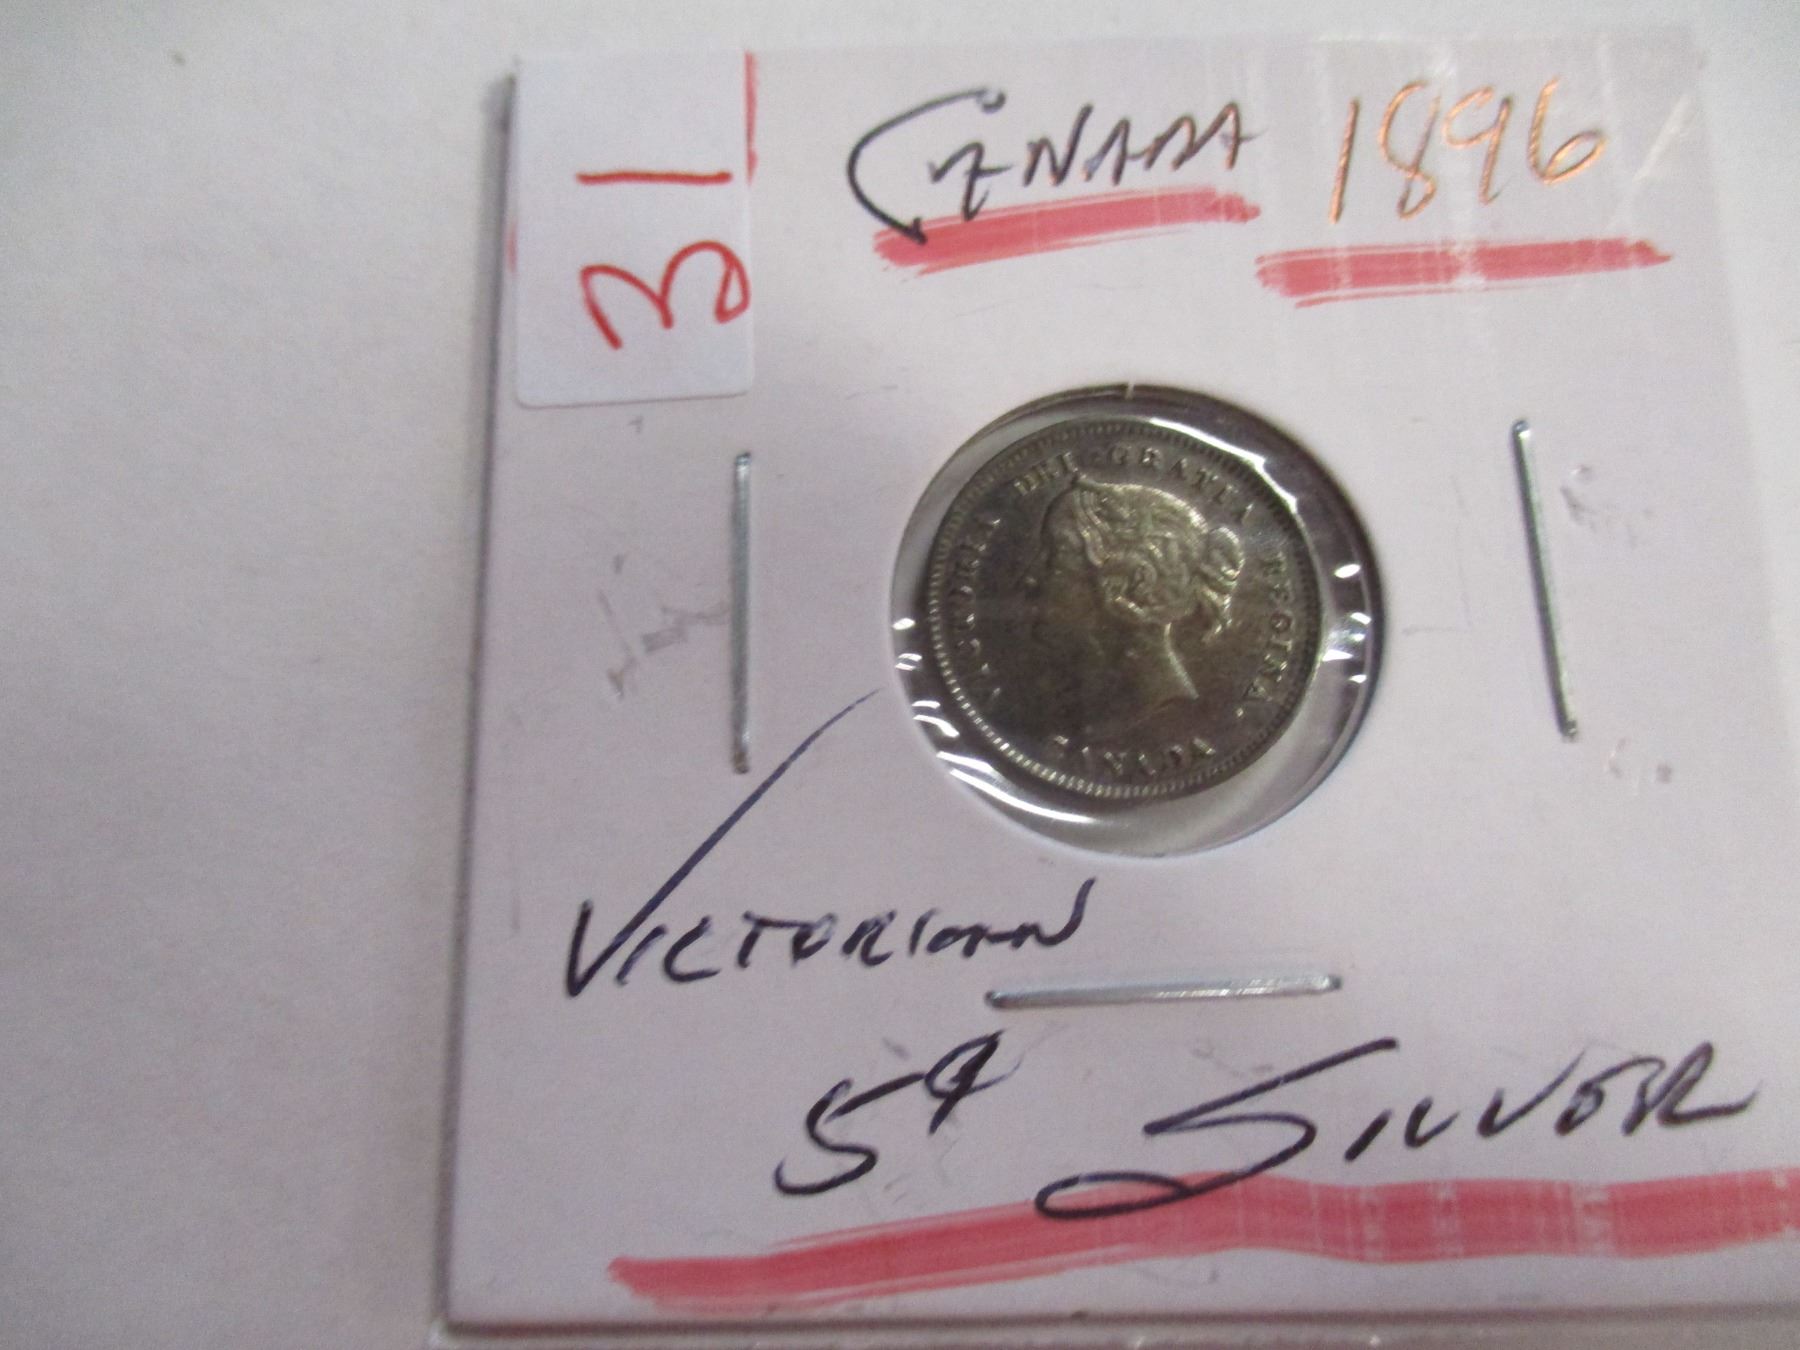 31
CANADA 1896
VICTORIA DEI GRATIA REGINA.
CANADA
VICTORIAN
5¢ SILVER